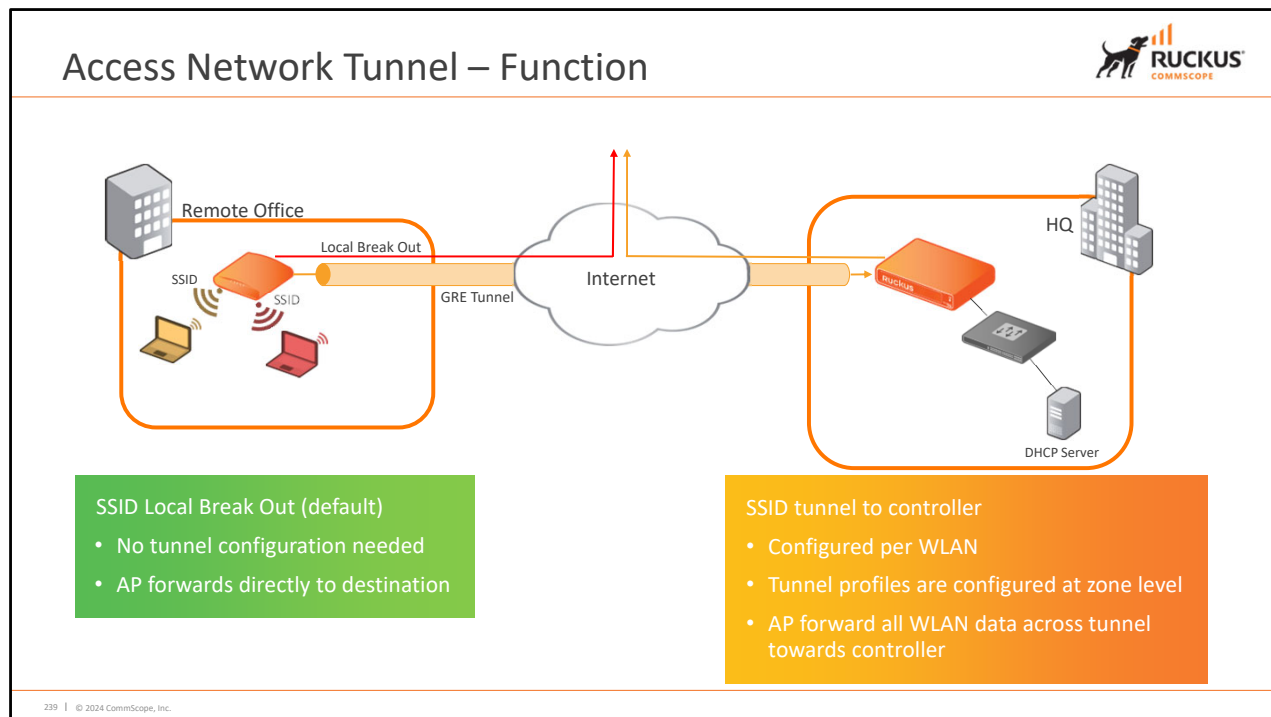 Access Network Tunnel – Function
RUCKUS
COMMSCOPE
Remote Office
Local Break Out
SSID
SSID
GRE Tunnel
Internet
HQ
RUCKUS
DHCP Server
SSID Local Break Out (default)
• No tunnel configuration needed
• AP forwards directly to destination
SSID tunnel to controller
• Configured per WLAN
• Tunnel profiles are configured at zone level
• AP forward all WLAN data across tunnel
towards controller
239 | © 2024 CommScope, Inc.